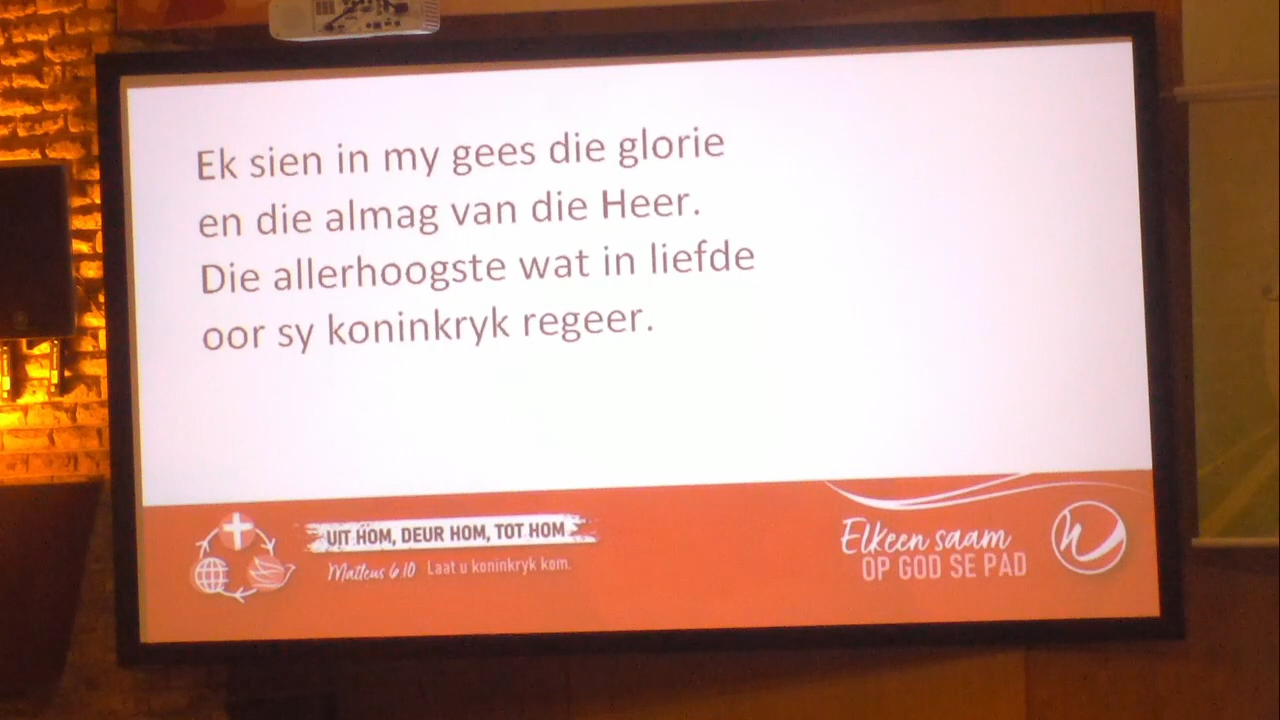 Ek sien in my gees die glorie
en die almag van die Heer.
Die allerhoogste wat in liefde
oor sy koninkryk regeer.
UIT HOM, DEUR HOM, TOT HOM
Matteus 6:10 Laat u koninkryk kom.
Elkeen saam
OP GOD SE PAD